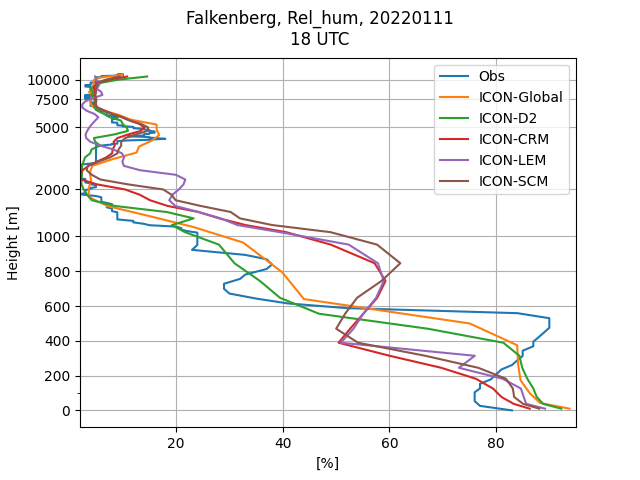 Falkenberg, Rel_hum, 20220111
18 UTC
10000
7500
5000
2000
1000
800
600
400
200
0
Height [m]
Obs
ICON-Global
ICON-D2
ICON-CRM
ICON-LEM
ICON-SCM
20
40
60
80
[%]